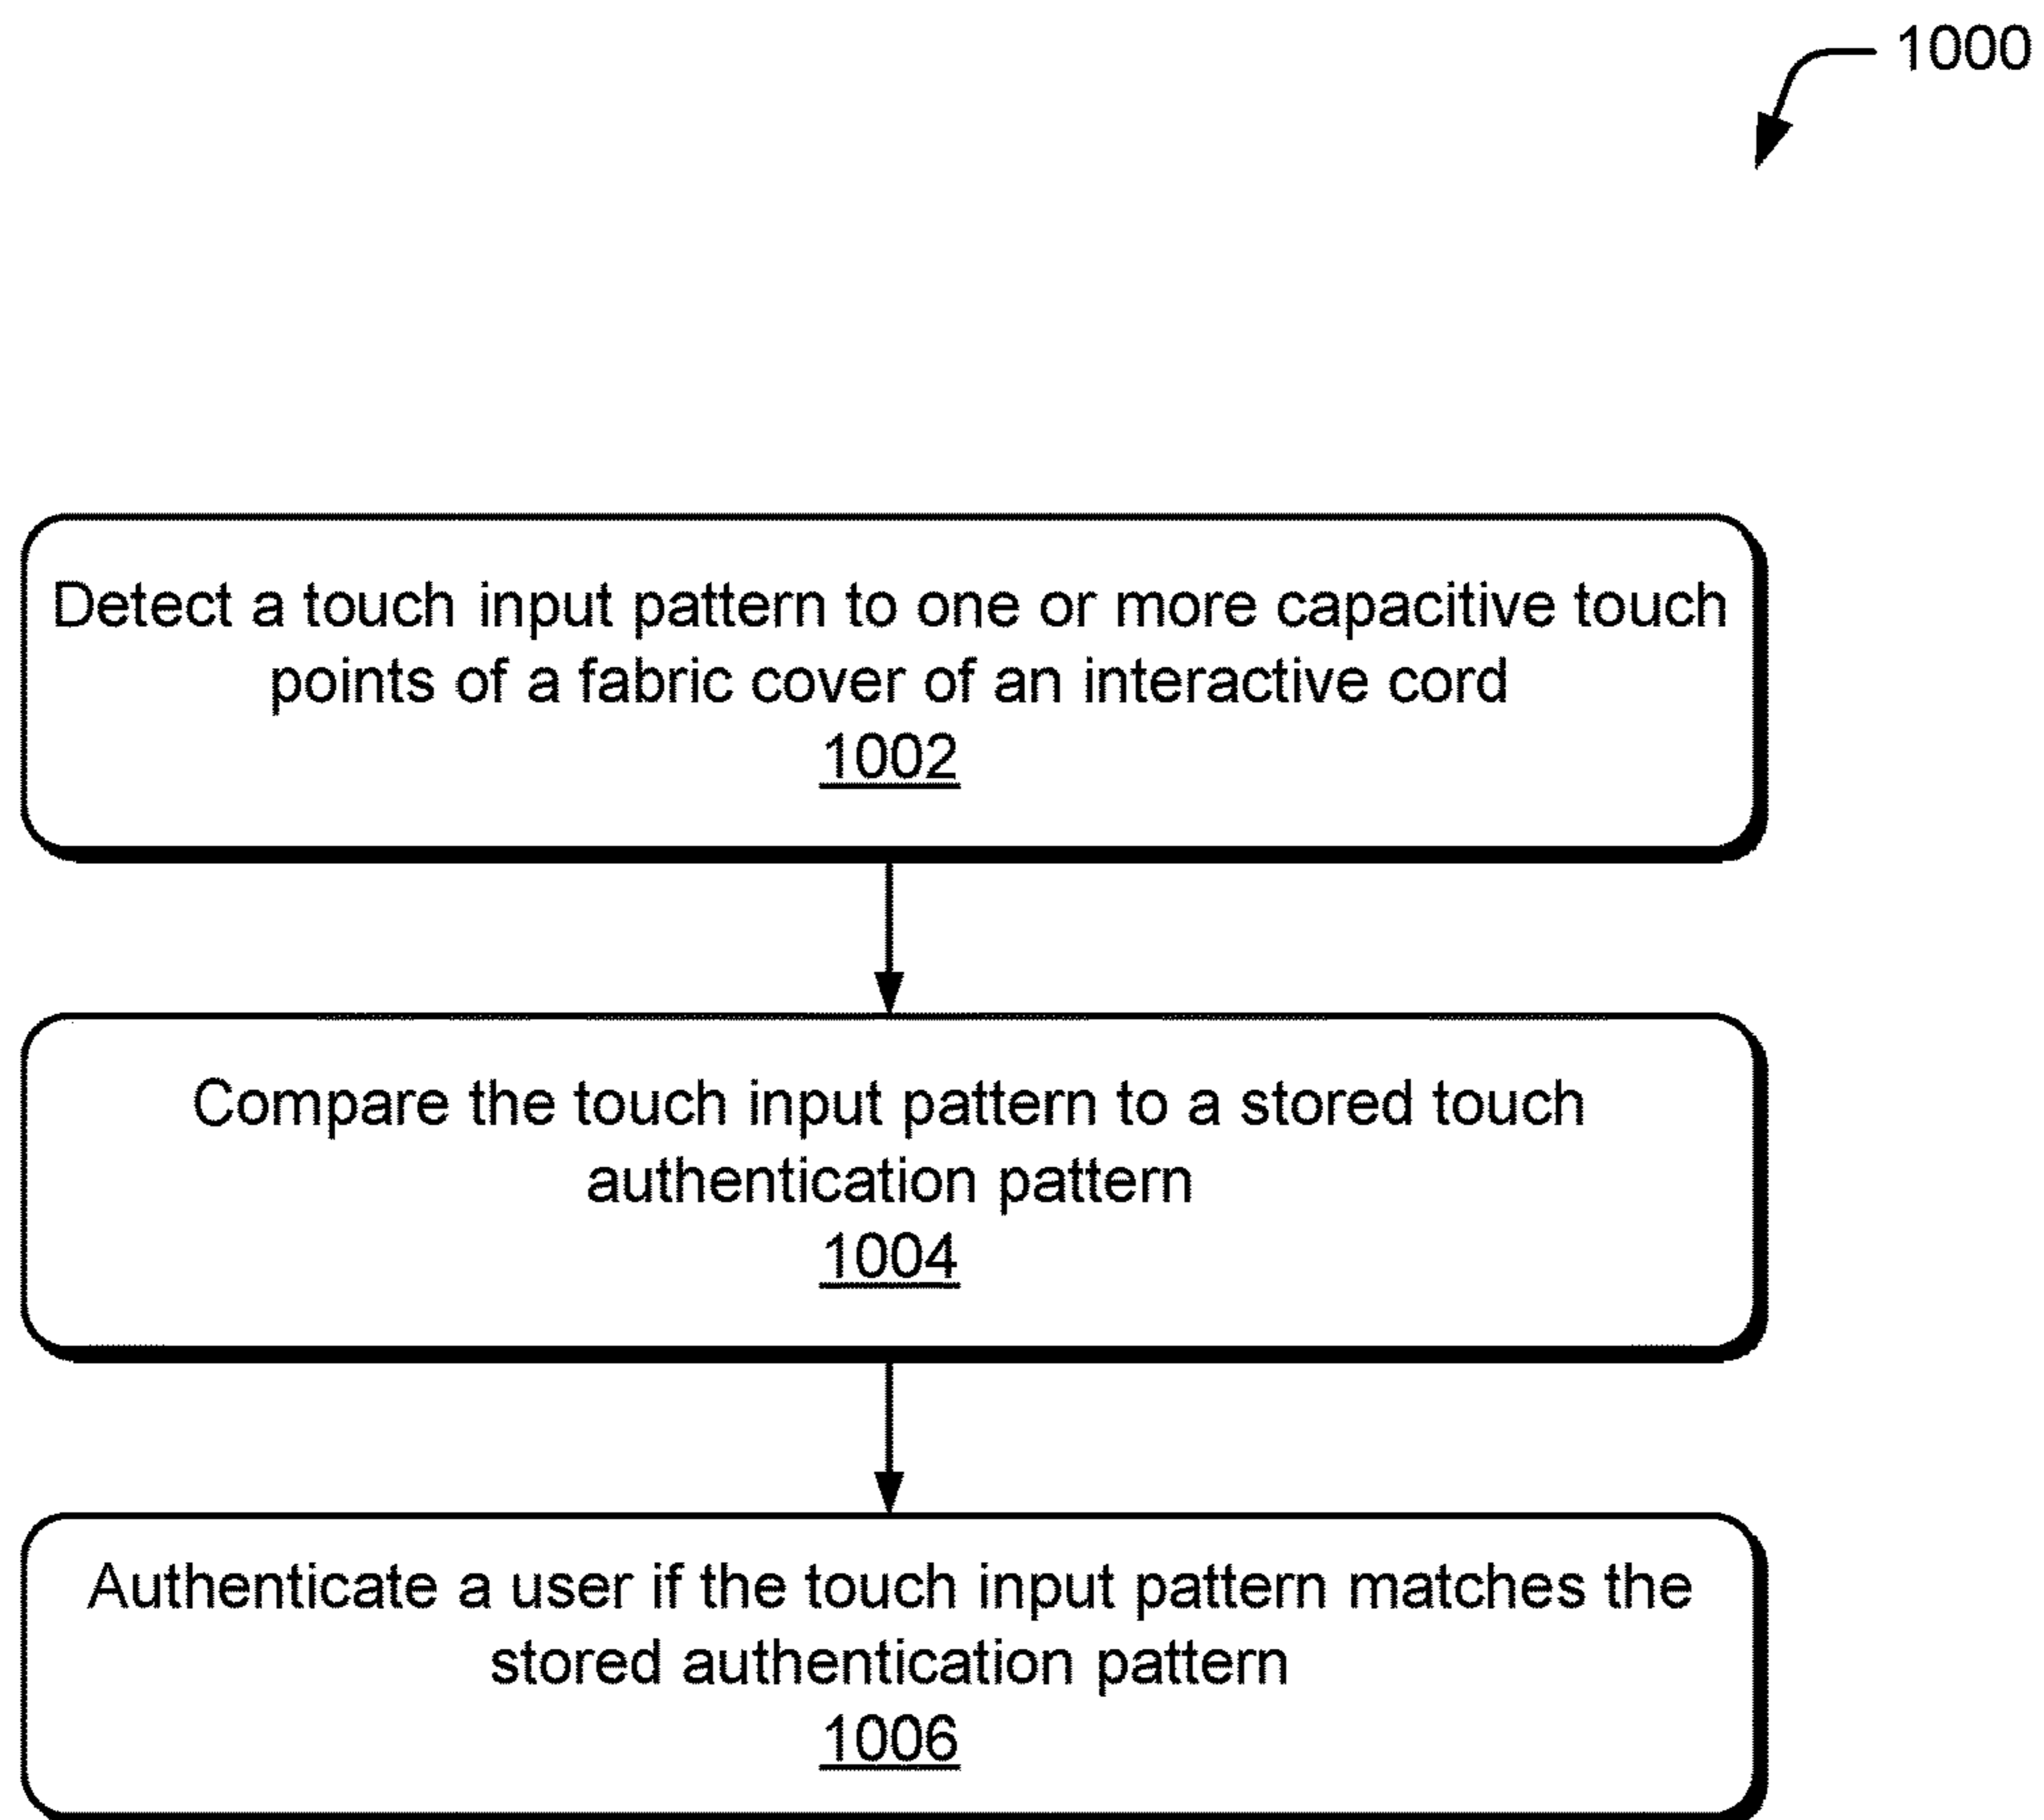 1000
Detect a touch input pattern to one or more capacitive touch
points of a fabric cover of an interactive cord
1002
Compare the touch input pattern to a stored touch
authentication pattern
1004
Authenticate a user if the touch input pattern matches the
stored authentication pattern
1006